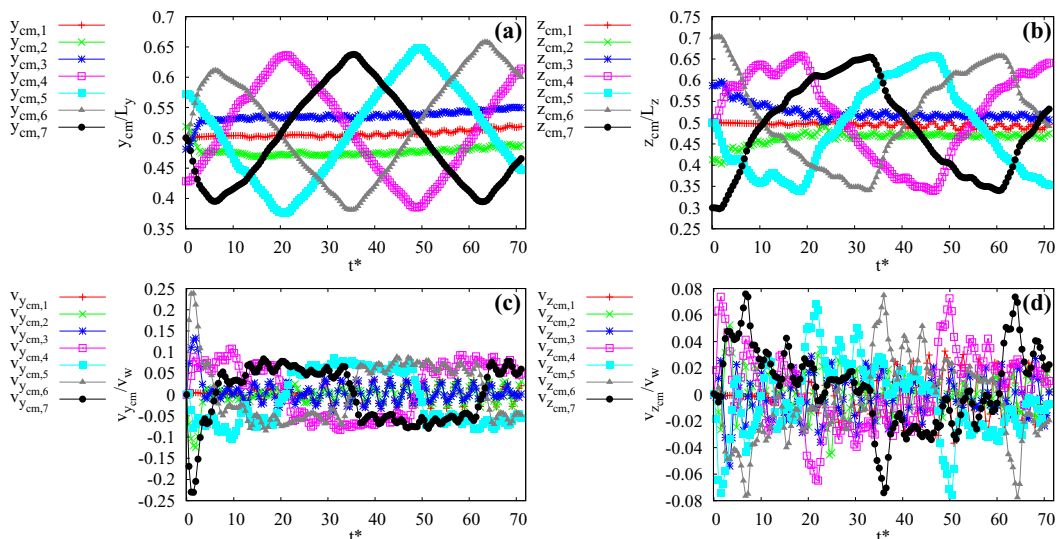 y_cm,1
y_cm,2
y_cm,3
y_cm,4
y_cm,5
y_cm,6
y_cm,7
y_cm/L_y
0.65
0.6
0.55
0.5
0.45
0.4
0.35
(a)
0 10 20 30 40 50 60 70
t*
z_cm,1
z_cm,2
z_cm,3
z_cm,4
z_cm,5
z_cm,6
z_cm,7
z_cm/L_z
0.7
0.65
0.6
0.55
0.5
0.45
0.4
0.35
0.3
0.25
(b)
0 10 20 30 40 50 60 70
t*
v_y_cm,1
v_y_cm,2
v_y_cm,3
v_y_cm,4
v_y_cm,5
v_y_cm,6
v_y_cm,7
v_y_cm/v_w
0.25
0.2
0.15
0.1
0.05
0
-0.05
-0.1
-0.15
-0.2
-0.25
(c)
0 10 20 30 40 50 60 70
t*
v_z_cm,1
v_z_cm,2
v_z_cm,3
v_z_cm,4
v_z_cm,5
v_z_cm,6
v_z_cm,7
v_z_cm/v_w
0.08
0.06
0.04
0.02
0
-0.02
-0.04
-0.06
-0.08
(d)
0 10 20 30 40 50 60 70
t*